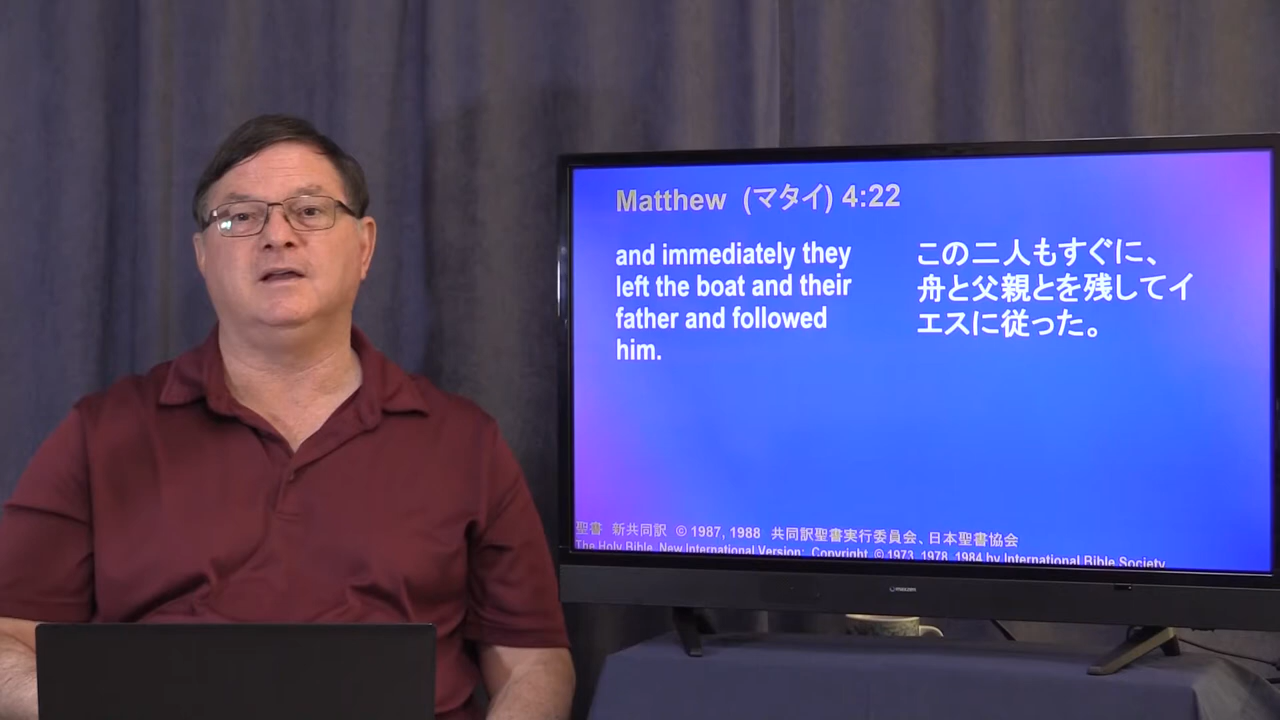 Matthew (マタイ) 4:22
and immediately they
left the boat and their
father and followed
him.
この二人もすぐに、
舟と父親とを残してイ
エスに従った。
聖書 新共同訳 © 1987, 1988 共同訳聖書実行委員会、日本聖書協会
The Holy Bible, New International Version; Copyright © 1973, 1978, 1984 by International Bible Society
maxzen